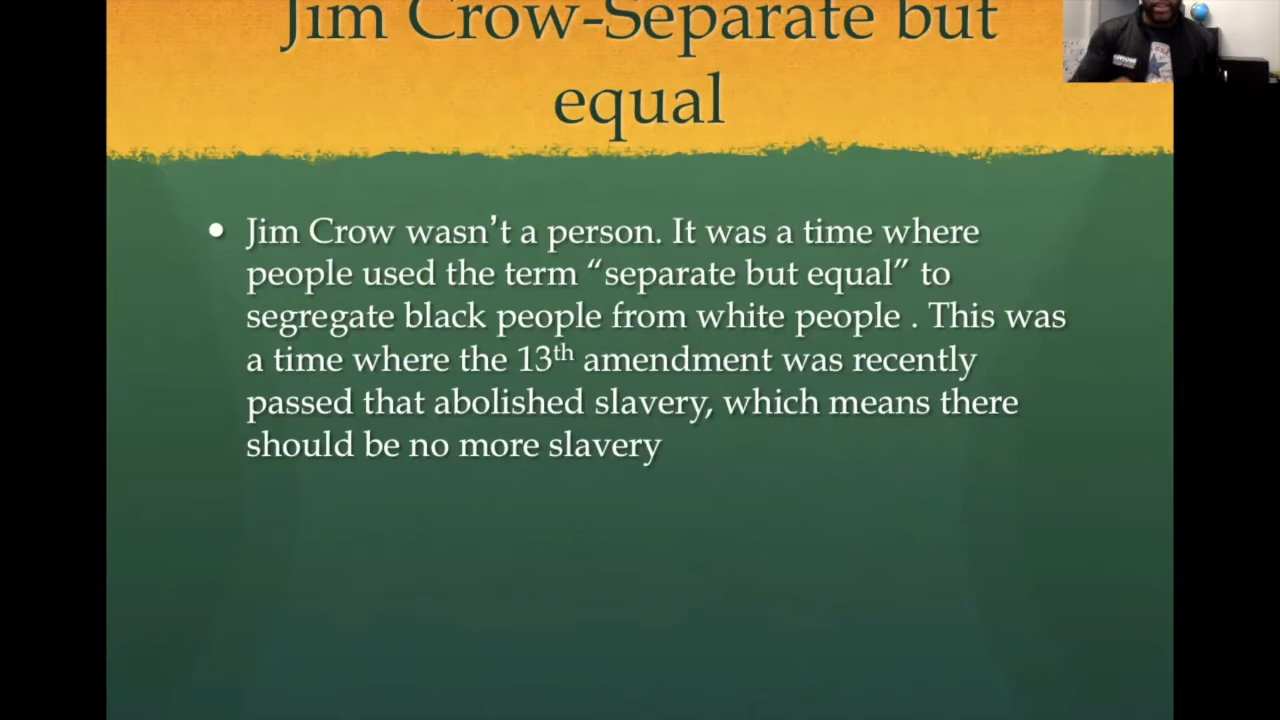 Jim Crow-Separate but
equal
• Jim Crow wasn't a person. It was a time where
people used the term “separate but equal” to
segregate black people from white people . This was
a time where the 13th amendment was recently
passed that abolished slavery, which means there
should be no more slavery